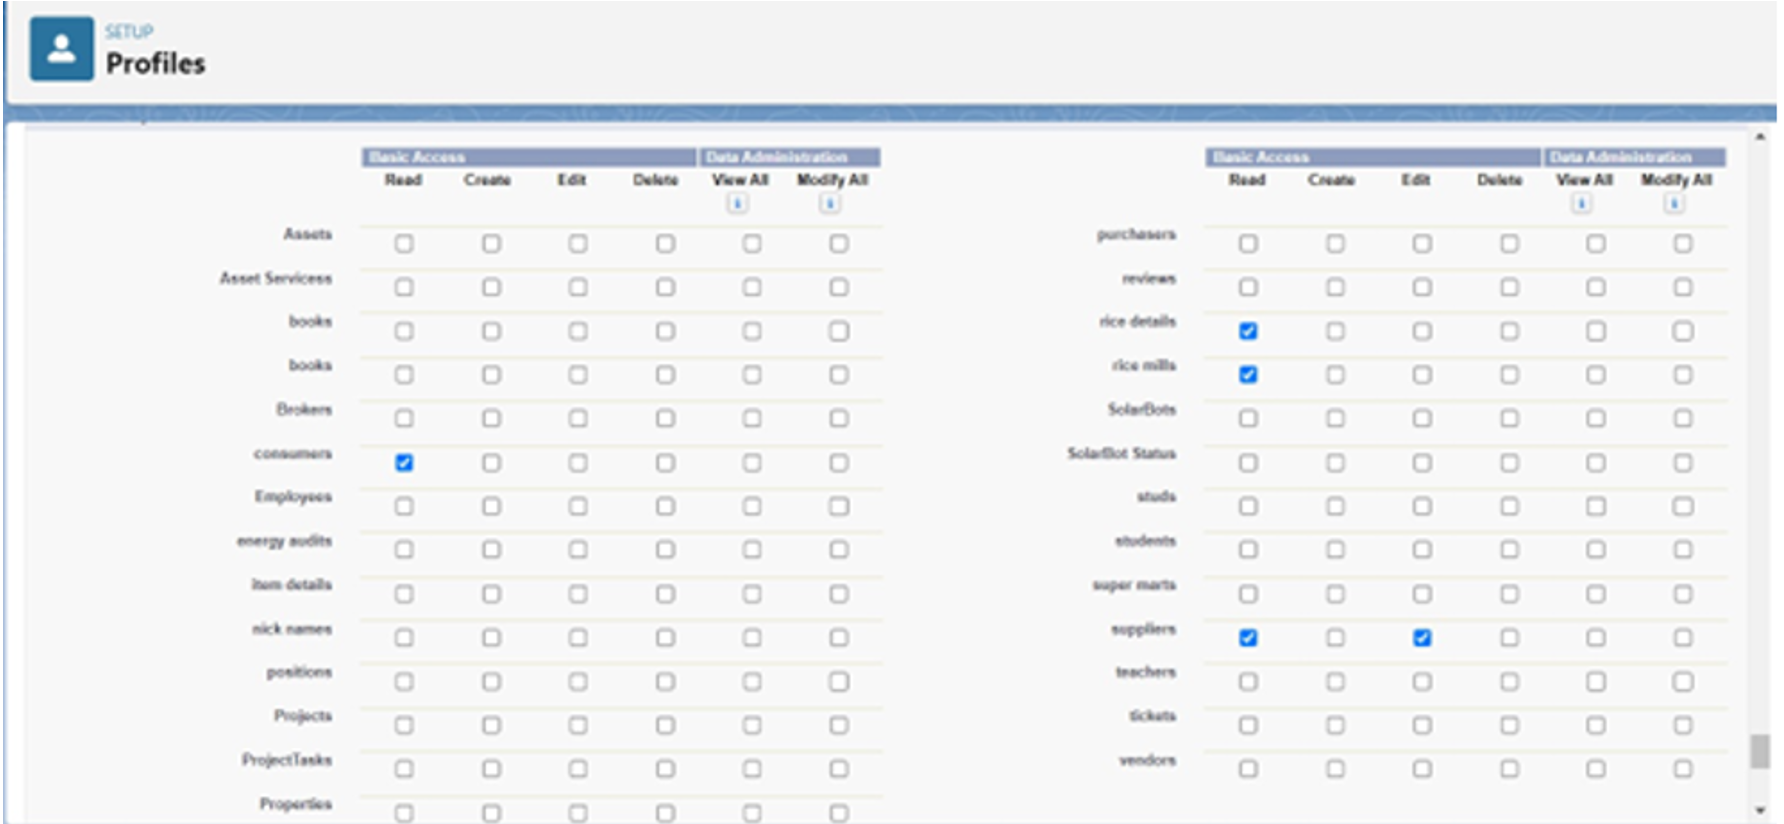 SETUP
Profiles
Basic Access Data Administration
Read Create Edit Delete View All Modify All
Assets
Asset Servicess
books
books
Brokers
consumers
Employees
energy audits
item details
nick names
positions
Projects
ProjectTasks
Properties
Basic Access Data Administration
Read Create Edit Delete View All Modify All
purchasers
reviews
rice details
rice mills
SolarBots
SolarBot Status
studs
students
super marts
suppliers
teachers
tickets
vendors